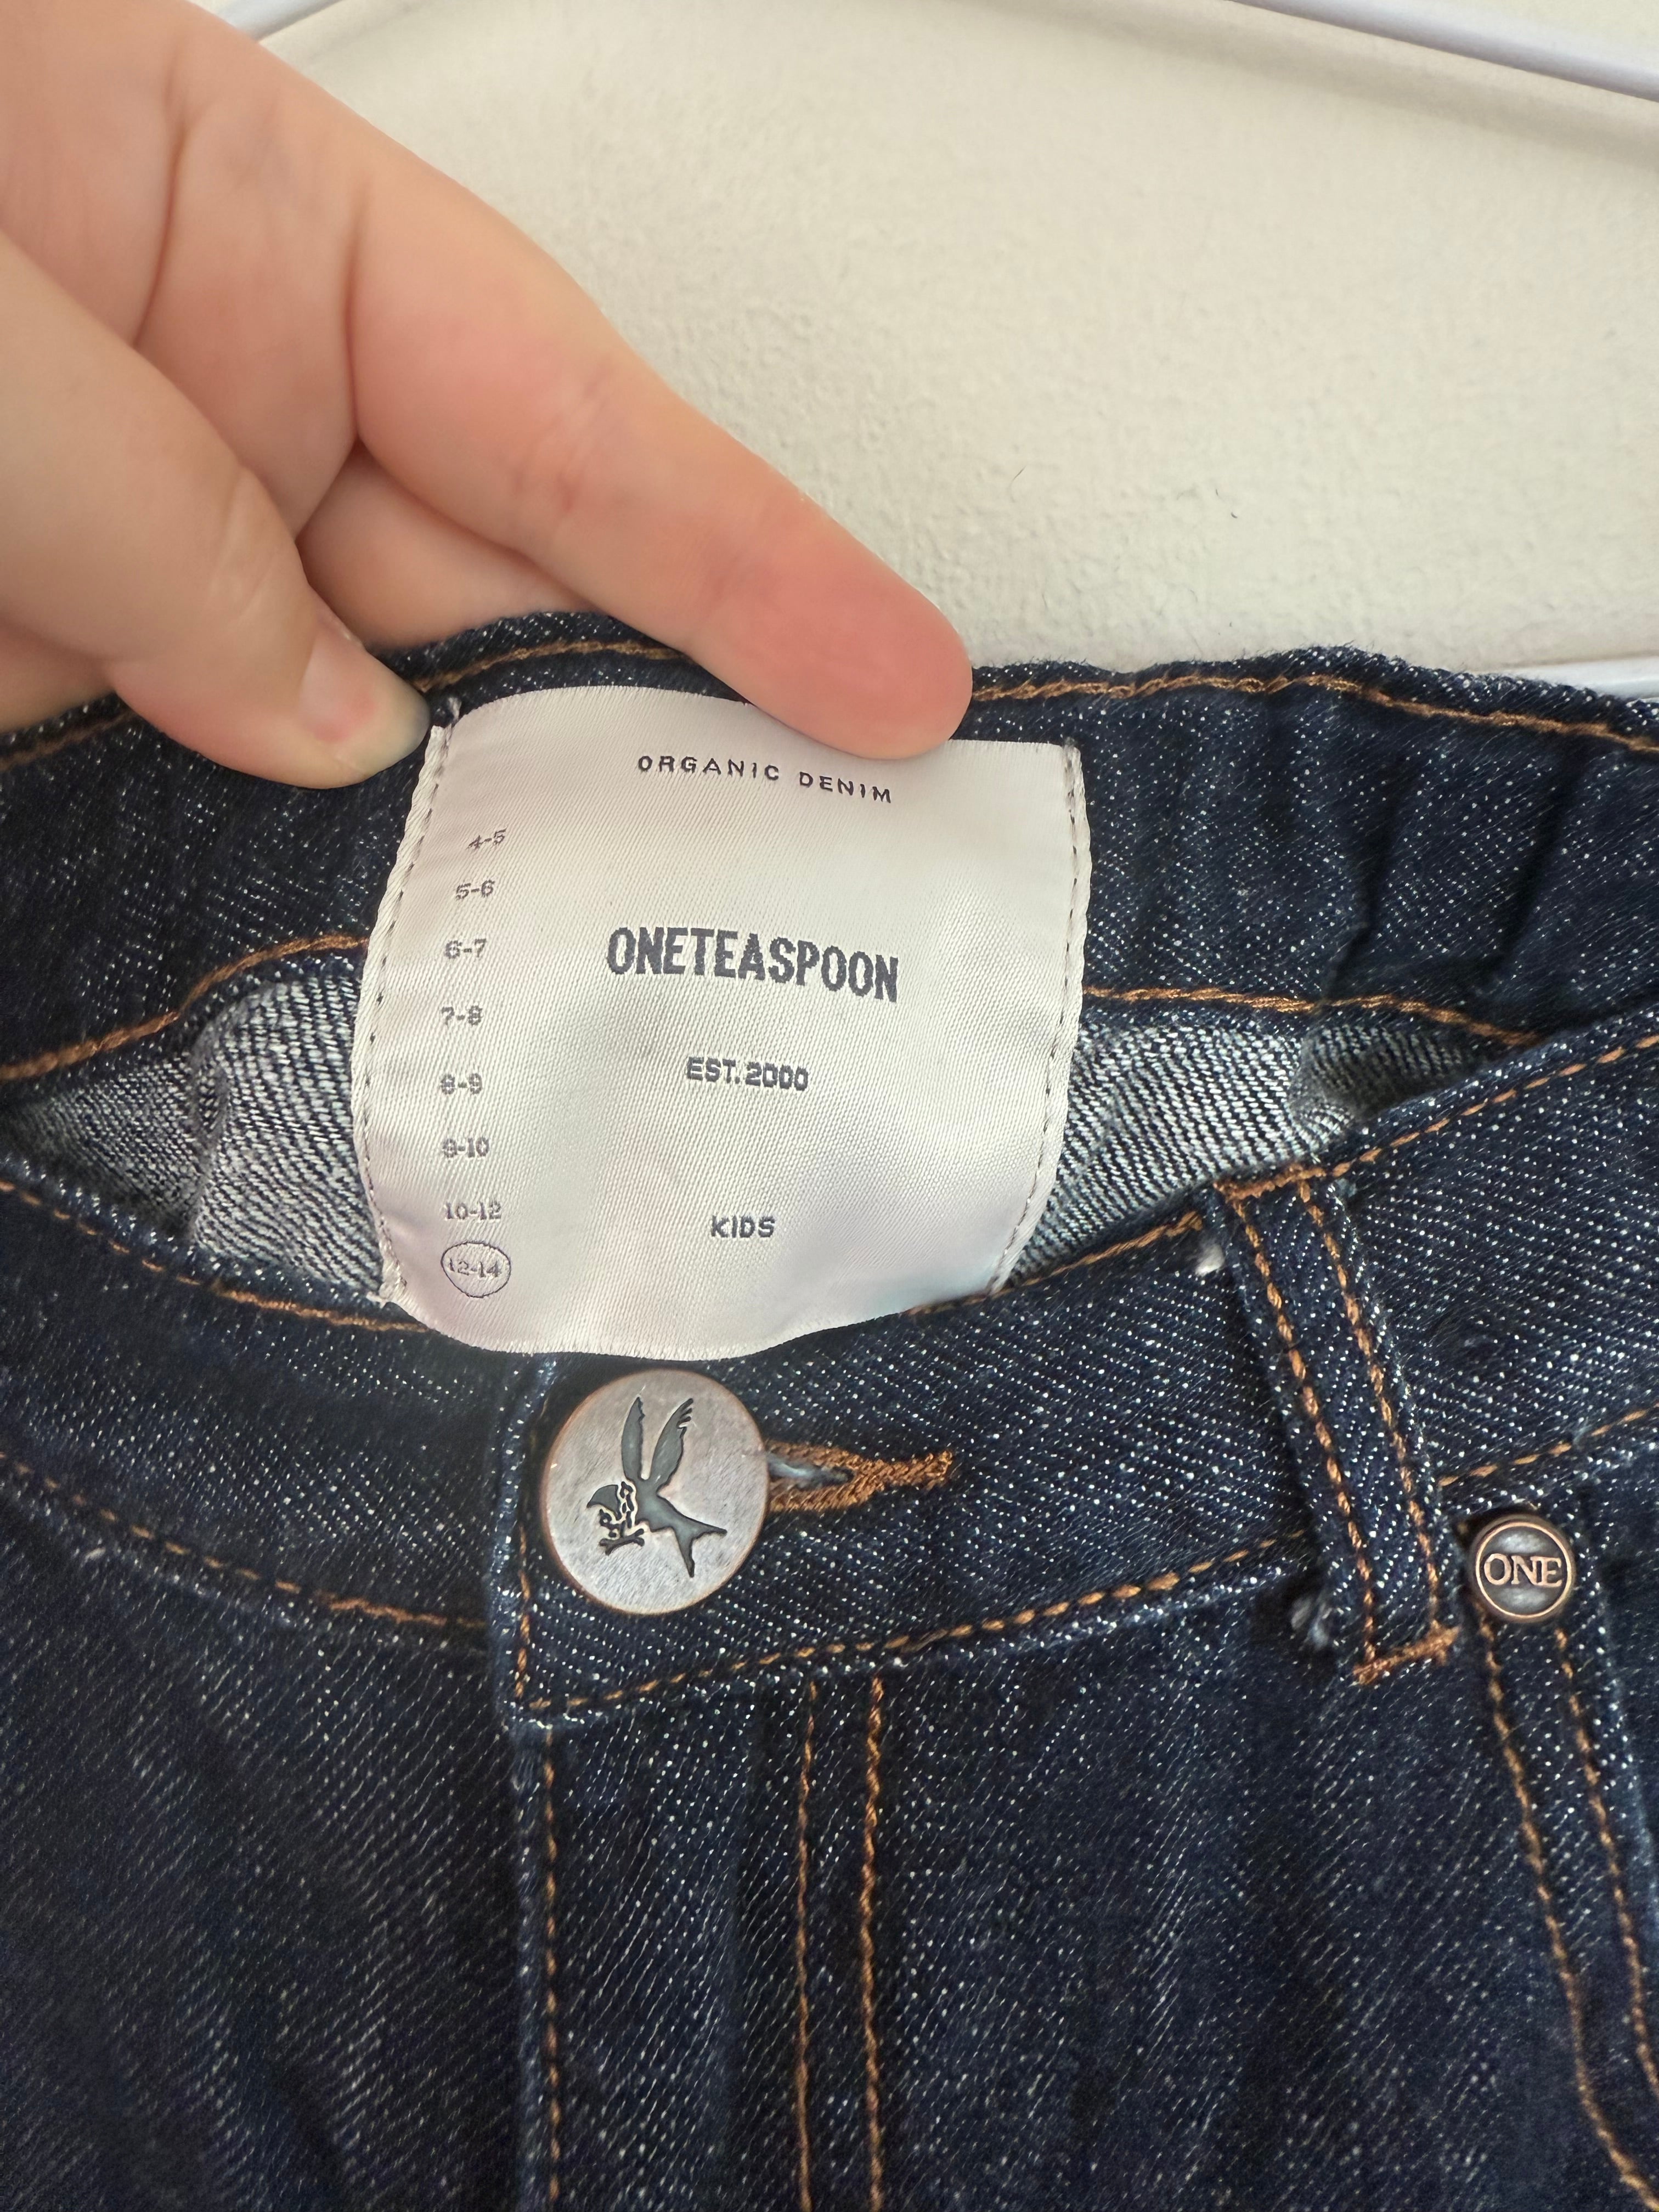 ORGANIC DENIM
4-5
5-6
6-7
7-8
8-9
9-10
10-12
12-14
ONETEASPOON
EST. 2000
KIDS
ONE